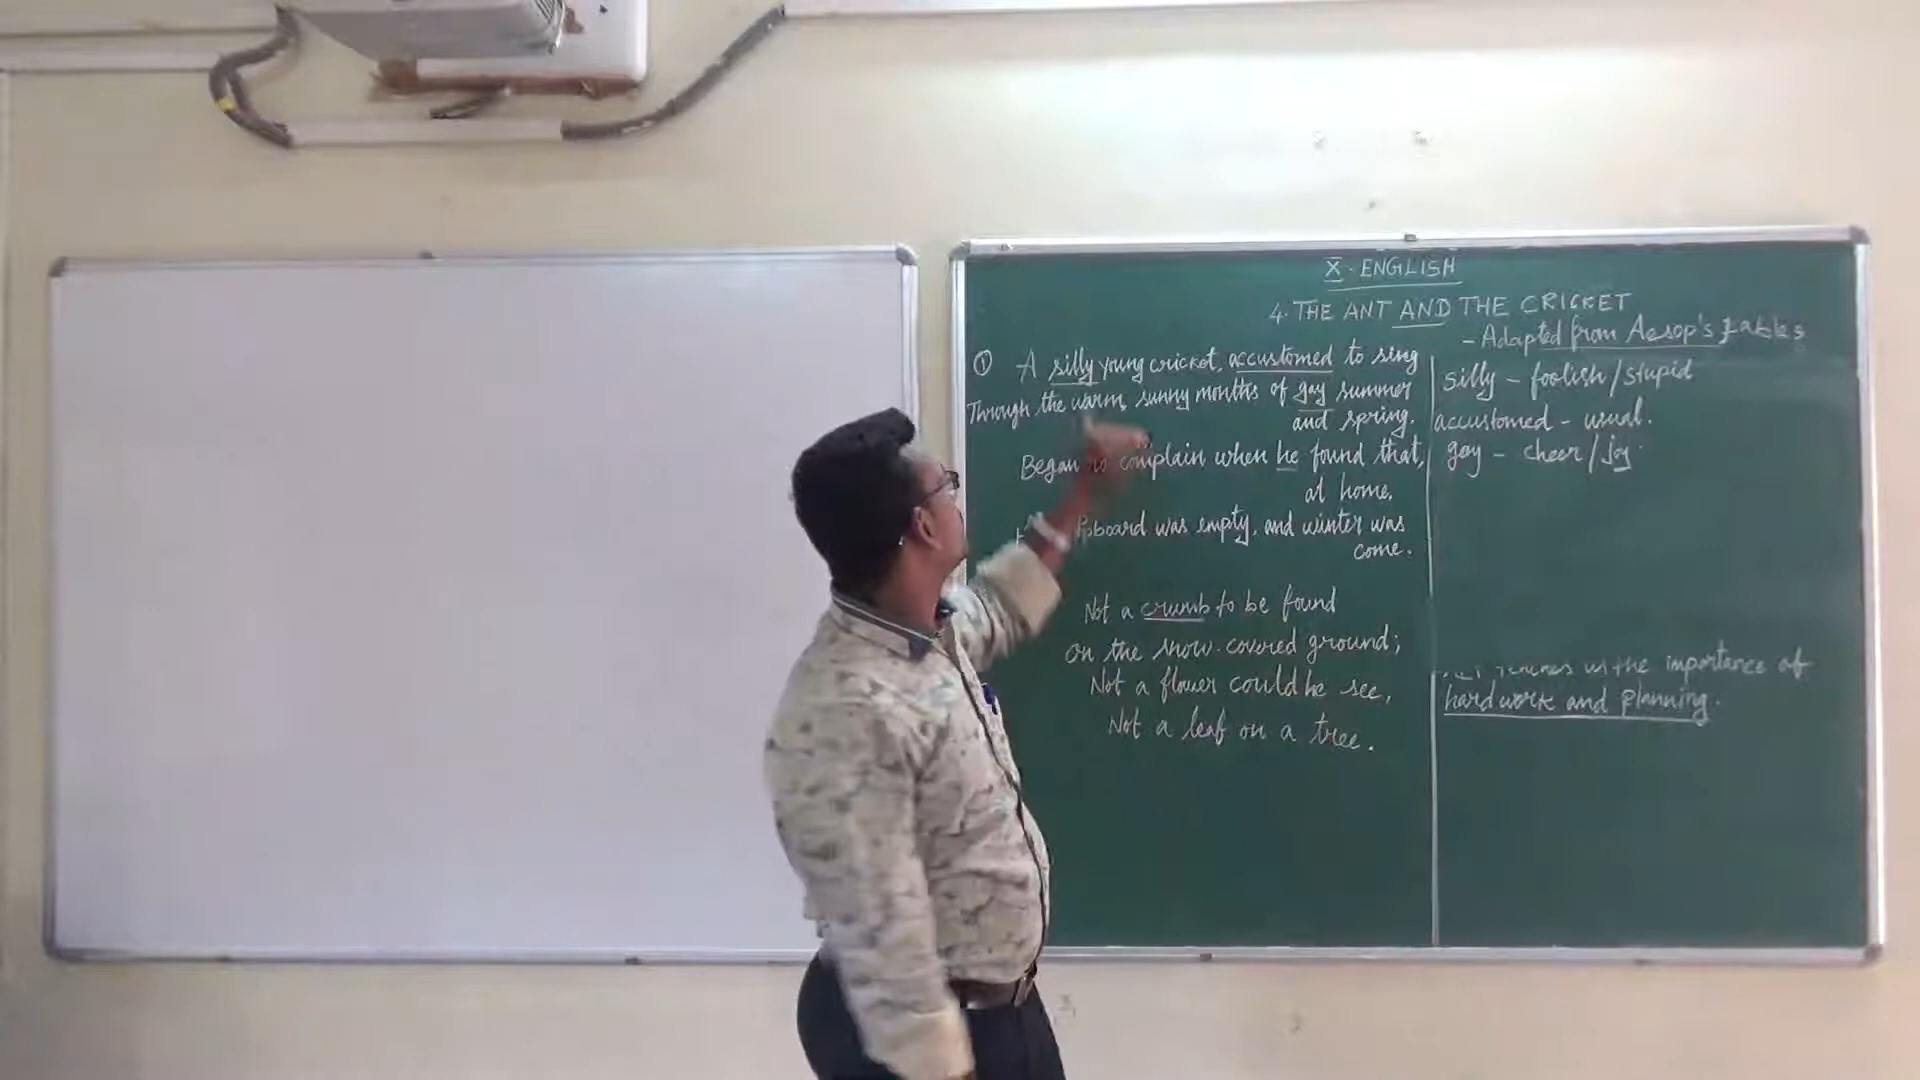 X. ENGLISH
4. THE ANT AND THE CRICKET
- Adapted from Aesop's fables
① A silly young cricket, accustomed to sing
Through the warm, sunny months of gay summer
and spring.
Began to complain when he found that,
at home,
was empty, and winter was
come.
Not a crumb to be found
on the snow-covered ground;
Not a flower could he see,
Not a leaf on a tree.
silly - foolish/stupid
accustomed - usual.
gay - cheer/joy.
the importance of
hardwork and planning.